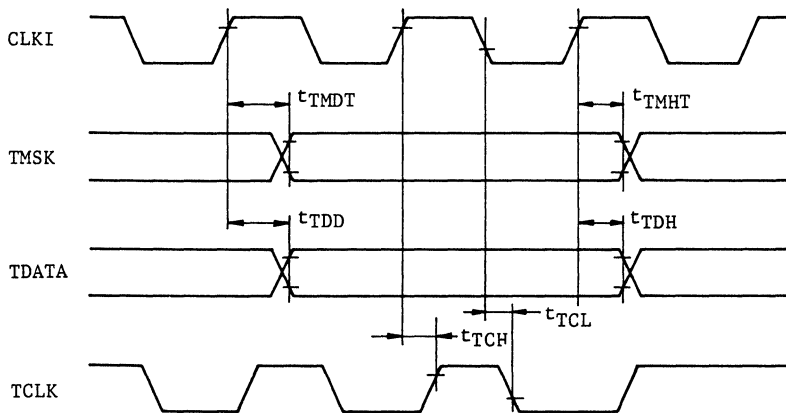 CLKI
tTMDT
tTMHT
TMSK
tTDD
tTDH
TDATA
tTCL
tTCH
TCLK